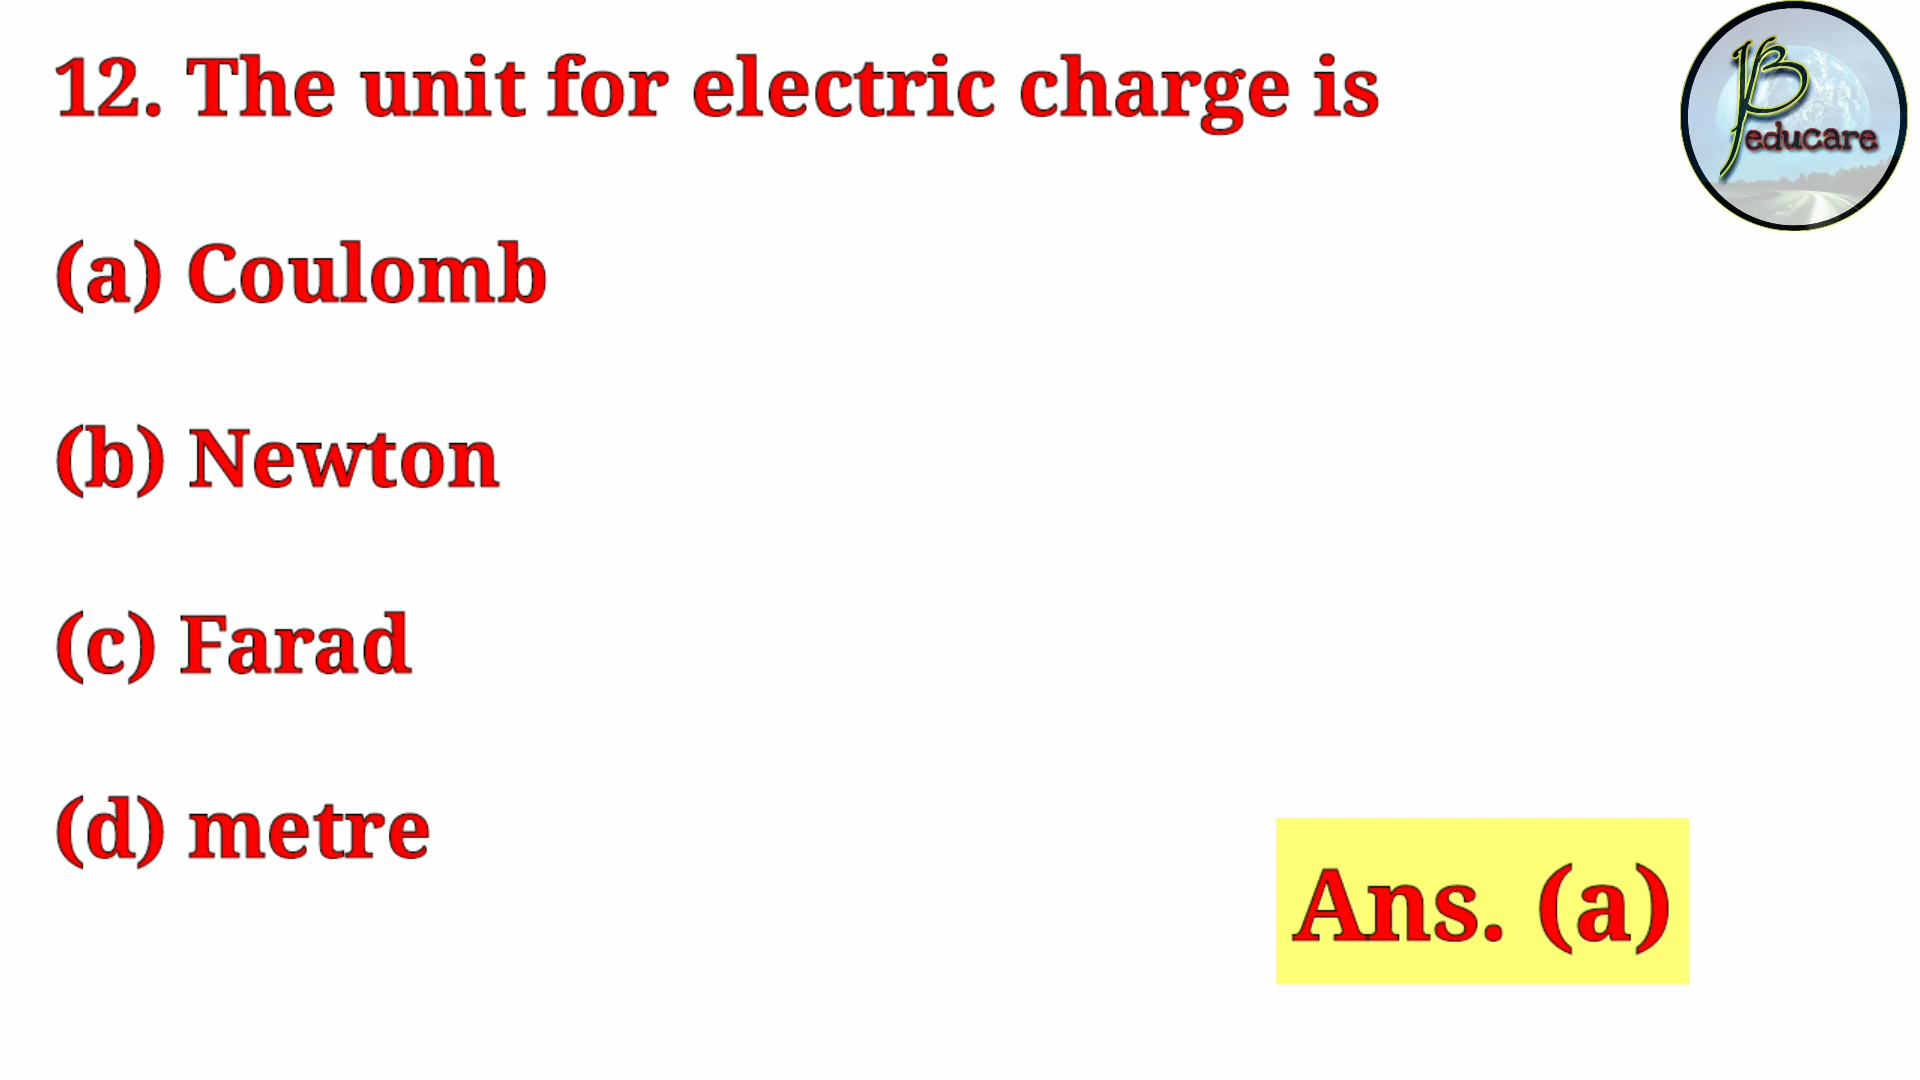 12. The unit for electric charge is
(a) Coulomb
(b) Newton
(c) Farad
(d) metre
Ans. (a)
educare